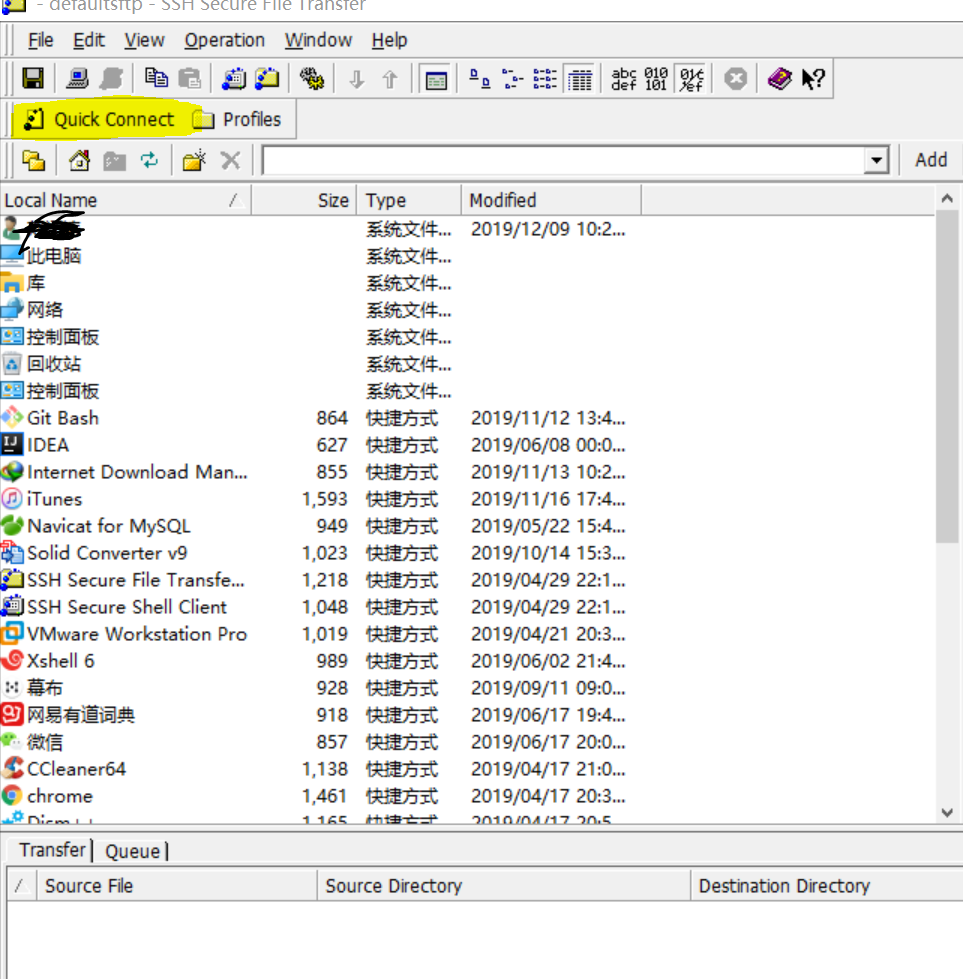 - defaultsftp - SSH Secure File Transfer
File Edit View Operation Window Help
abc def 010 101
Quick Connect Profiles
Add
Local Name / Size Type Modified
系统文件... 2019/12/09 10:2...
此电脑 系统文件...
库 系统文件...
网络 系统文件...
控制面板 系统文件...
回收站 系统文件...
控制面板 系统文件...
Git Bash 864 快捷方式 2019/11/12 13:4...
IDEA 627 快捷方式 2019/06/08 00:0...
Internet Download Man... 855 快捷方式 2019/11/13 10:2...
iTunes 1,593 快捷方式 2019/11/16 17:4...
Navicat for MySQL 949 快捷方式 2019/05/22 15:4...
Solid Converter v9 1,023 快捷方式 2019/10/14 15:3...
SSH Secure File Transfe... 1,218 快捷方式 2019/04/29 22:1...
SSH Secure Shell Client 1,048 快捷方式 2019/04/29 22:1...
VMware Workstation Pro 1,019 快捷方式 2019/04/21 20:3...
Xshell 6 989 快捷方式 2019/06/02 21:4...
幕布 928 快捷方式 2019/09/11 09:0...
网易有道词典 918 快捷方式 2019/06/17 19:4...
微信 857 快捷方式 2019/06/17 20:0...
CCleaner64 1,138 快捷方式 2019/04/17 21:0...
chrome 1,461 快捷方式 2019/04/17 20:3...
Dism++ 1,165 快捷方式 2019/04/17 20:5...
Transfer Queue
/ Source File Source Directory Destination Directory